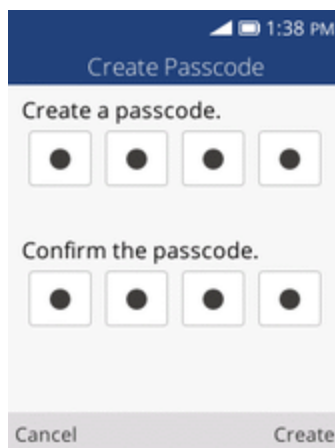 1:38 PM
Create Passcode
Create a passcode.
Confirm the passcode.
Cancel Create